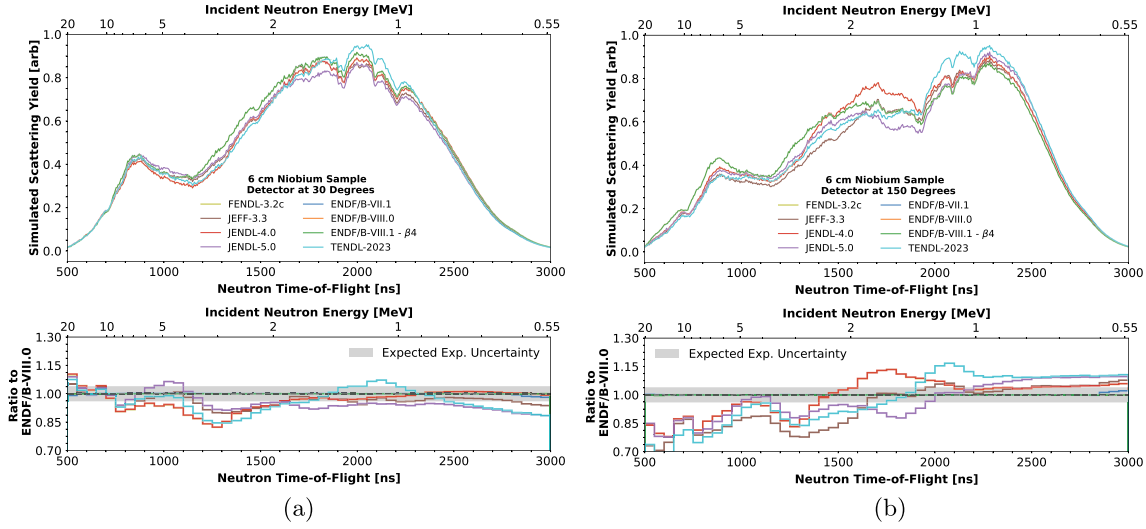 Incident Neutron Energy [MeV]
20 10 5 2 1 0.55
Simulated Scattering Yield [arb]
1.0
0.8
0.6
0.4
0.2
0.0
6 cm Niobium Sample
Detector at 30 Degrees
FENDL-3.2c
JEFF-3.3
JENDL-4.0
JENDL-5.0
ENDF/B-VII.1
ENDF/B-VIII.0
ENDF/B-VIII.1 - β4
TENDL-2023
500 1000 1500 2000 2500 3000
Neutron Time-of-Flight [ns]
Incident Neutron Energy [MeV]
20 10 5 2 1 0.55
Ratio to
ENDF/B-VIII.0
1.30
1.15
1.00
0.85
0.70
Expected Exp. Uncertainty
500 1000 1500 2000 2500 3000
Neutron Time-of-Flight [ns]
(a)
Incident Neutron Energy [MeV]
20 10 5 2 1 0.55
Simulated Scattering Yield [arb]
1.0
0.8
0.6
0.4
0.2
0.0
6 cm Niobium Sample
Detector at 150 Degrees
FENDL-3.2c
JEFF-3.3
JENDL-4.0
JENDL-5.0
ENDF/B-VII.1
ENDF/B-VIII.0
ENDF/B-VIII.1 - β4
TENDL-2023
500 1000 1500 2000 2500 3000
Neutron Time-of-Flight [ns]
Incident Neutron Energy [MeV]
20 10 5 2 1 0.55
Ratio to
ENDF/B-VIII.0
1.30
1.15
1.00
0.85
0.70
Expected Exp. Uncertainty
500 1000 1500 2000 2500 3000
Neutron Time-of-Flight [ns]
(b)